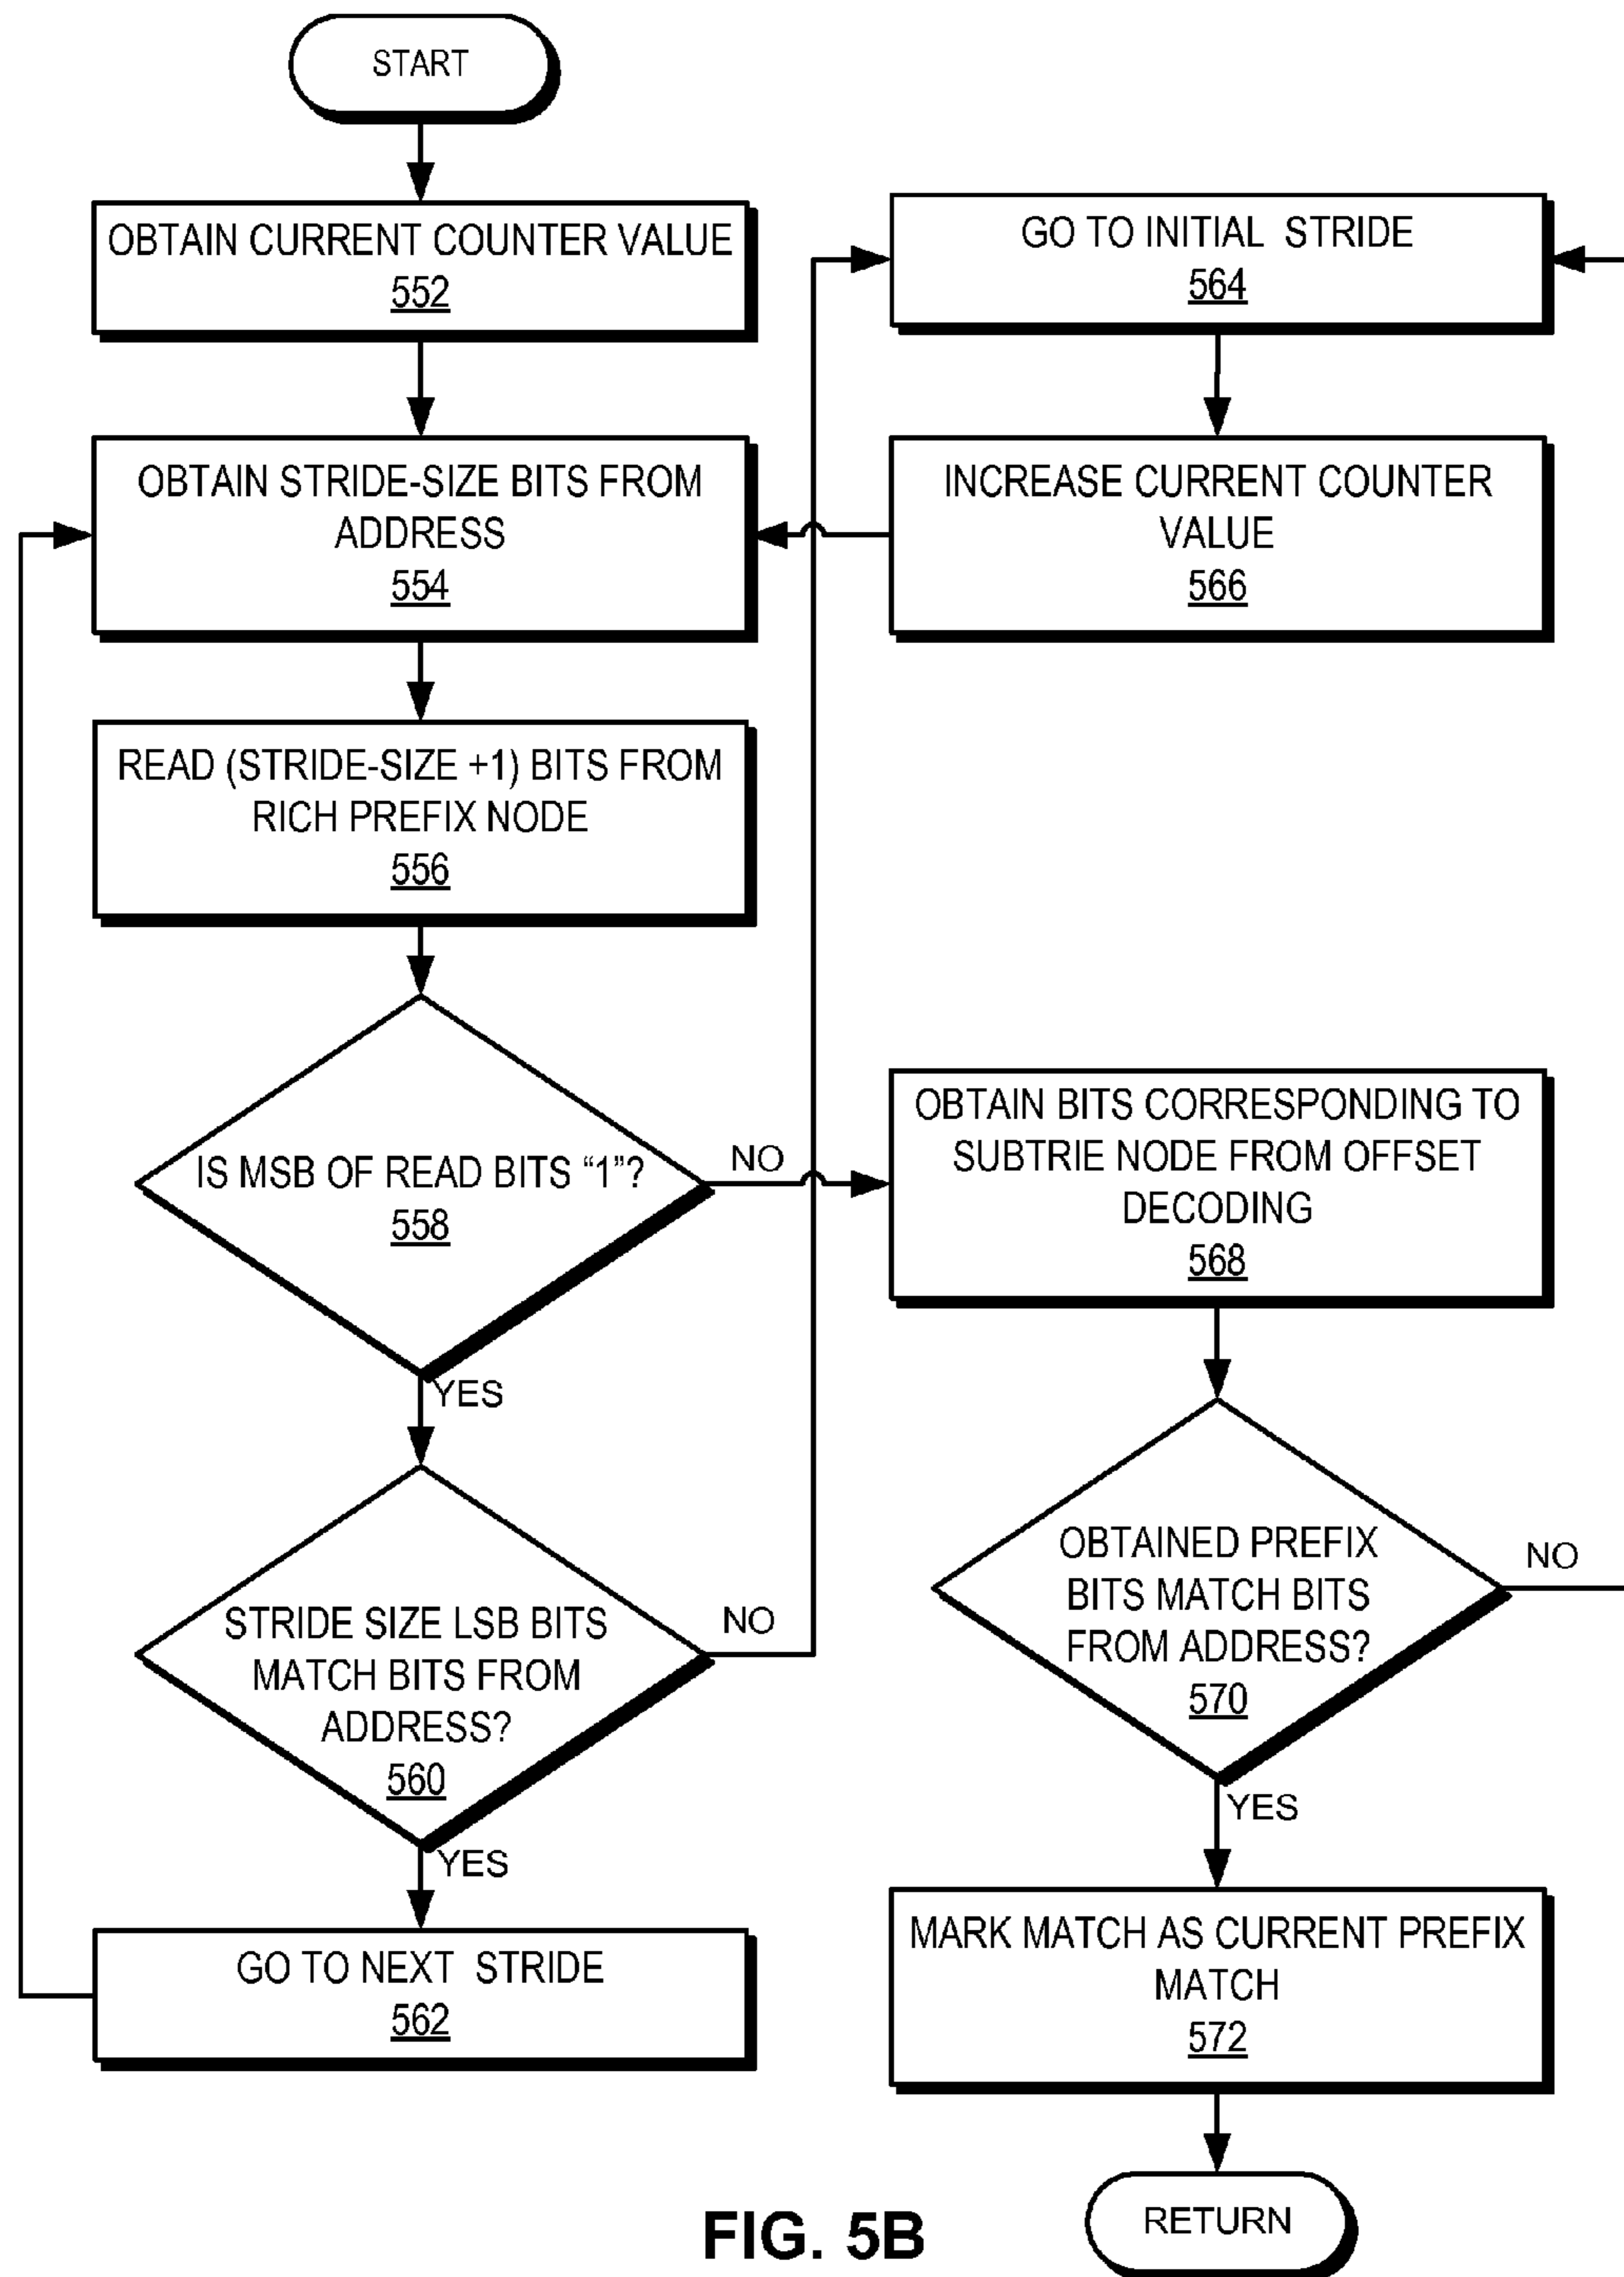 START
OBTAIN CURRENT COUNTER VALUE
552
OBTAIN STRIDE-SIZE BITS FROM
ADDRESS
554
READ (STRIDE-SIZE +1) BITS FROM
RICH PREFIX NODE
556
IS MSB OF READ BITS “1”?
558
NO
YES
STRIDE SIZE LSB BITS
MATCH BITS FROM
ADDRESS?
560
NO
YES
GO TO NEXT STRIDE
562
GO TO INITIAL STRIDE
564
INCREASE CURRENT COUNTER
VALUE
566
OBTAIN BITS CORRESPONDING TO
SUBTRIE NODE FROM OFFSET
DECODING
568
OBTAINED PREFIX
BITS MATCH BITS
FROM ADDRESS?
570
NO
YES
MARK MATCH AS CURRENT PREFIX
MATCH
572
RETURN
FIG. 5B